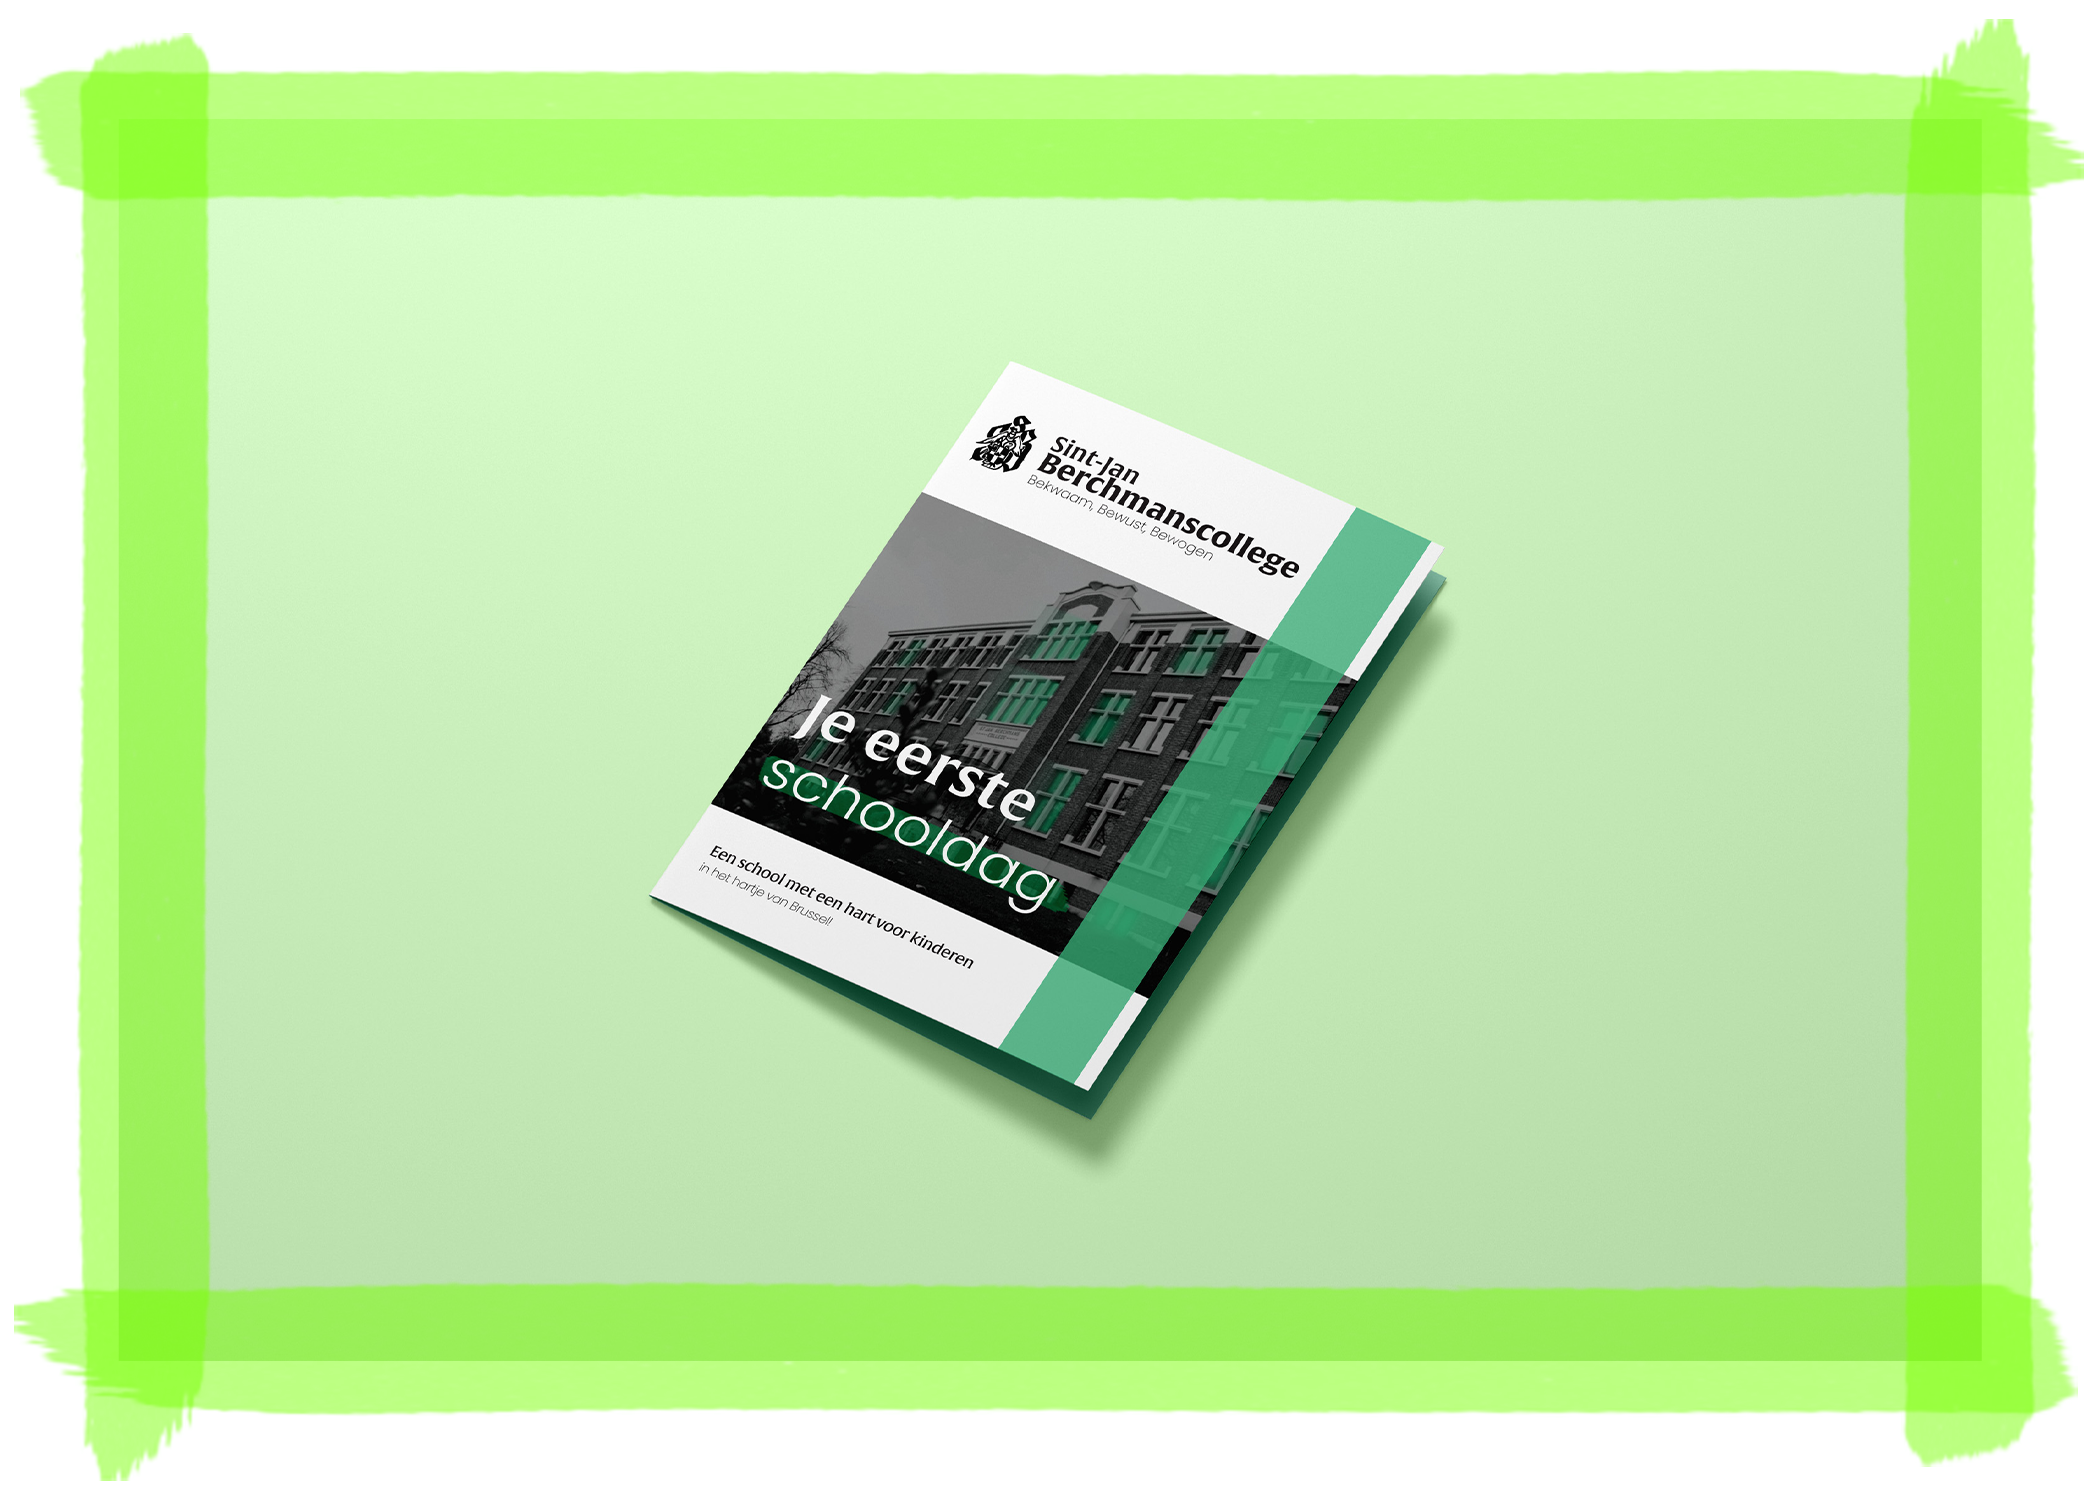 Sint-Jan
Berchmanscollege
Bekwaam, Bewust, Bewogen
Je eerste
schooldag
Een school met een hart voor kinderen
in het hartje van Brussel!